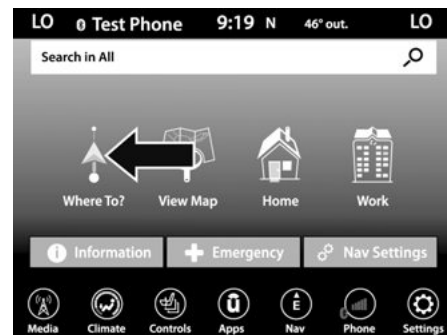 LO Test Phone 9:19 N 46° out. LO
Search in All
Where To? View Map Home Work
i Information Emergency Nav Settings
û E
Media Climate Controls Apps Nav Phone Settings